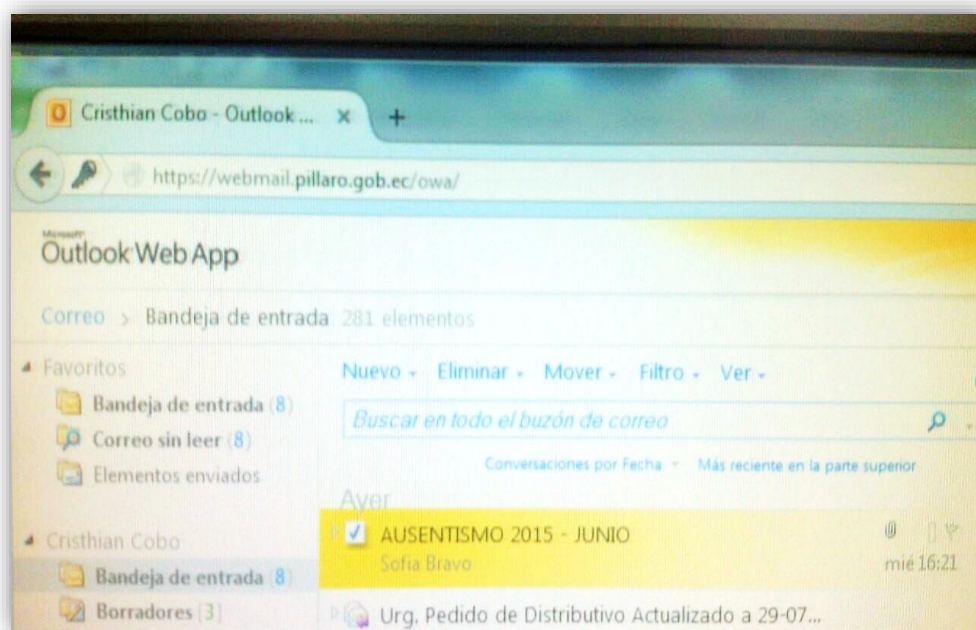 Cristhian Cobo - Outlook ...
https://webmail.pillaro.gob.ec/owa/
Microsoft
Outlook Web App
Correo > Bandeja de entrada 281 elementos
Favoritos
Bandeja de entrada (8)
Correo sin leer (8)
Elementos enviados
Cristhian Cobo
Bandeja de entrada (8)
Borradores [3]
Nuevo Eliminar Mover Filtro Ver
Buscar en todo el buzón de correo
Conversaciones por Fecha Más reciente en la parte superior
Ayer
AUSENTISMO 2015 - JUNIO
Sofía Bravo mié 16:21
Urg. Pedido de Distributivo Actualizado a 29-07...